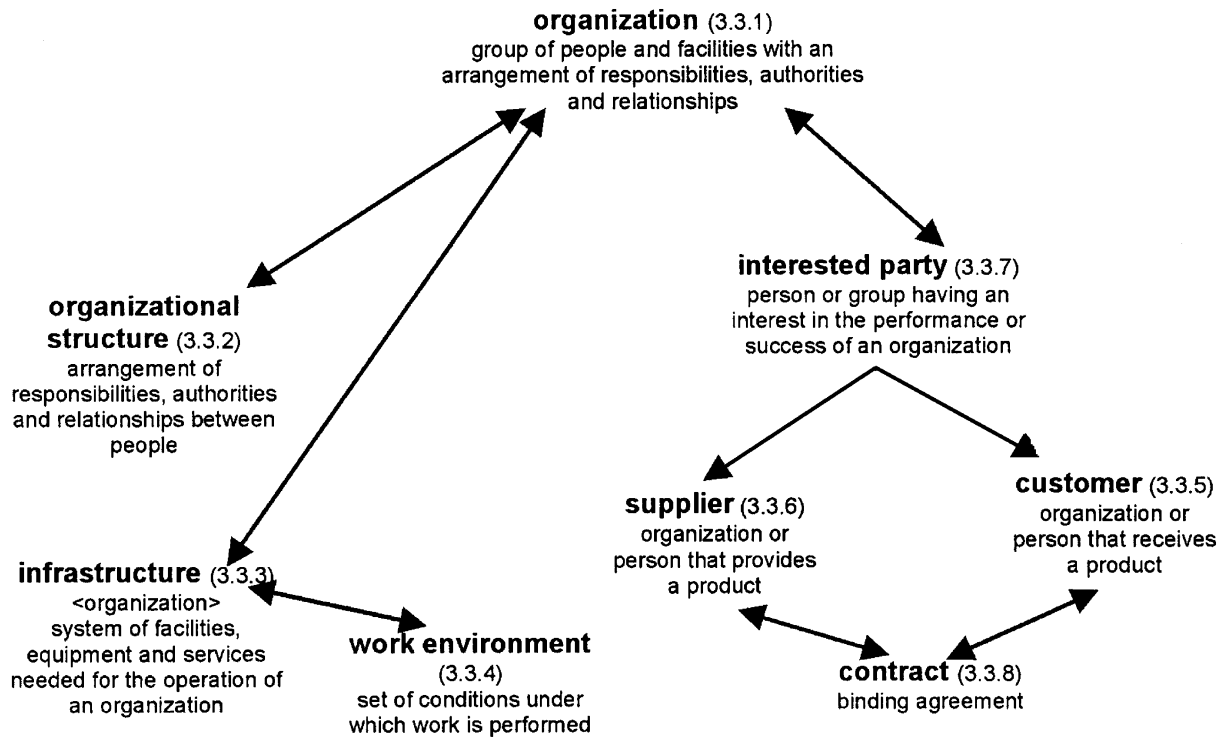 organization (3.3.1)
group of people and facilities with an
arrangement of responsibilities, authorities
and relationships
organizational
structure (3.3.2)
arrangement of
responsibilities, authorities
and relationships between
people
interested party (3.3.7)
person or group having an
interest in the performance or
success of an organization
supplier (3.3.6)
organization or
person that provides
a product
customer (3.3.5)
organization or
person that receives
a product
infrastructure (3.3.3)
<organization>
system of facilities,
equipment and services
needed for the operation of
an organization
work environment
(3.3.4)
set of conditions under
which work is performed
contract (3.3.8)
binding agreement